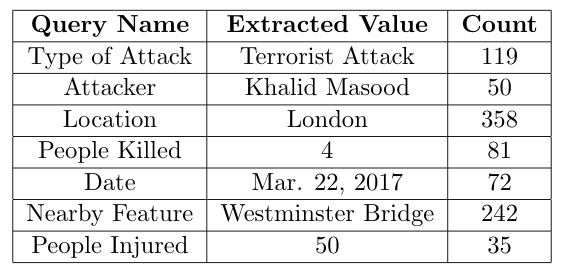 Query Name Extracted Value Count
Type of Attack Terrorist Attack 119
Attacker Khalid Masood 50
Location London 358
People Killed 4 81
Date Mar. 22, 2017 72
Nearby Feature Westminster Bridge 242
People Injured 50 35